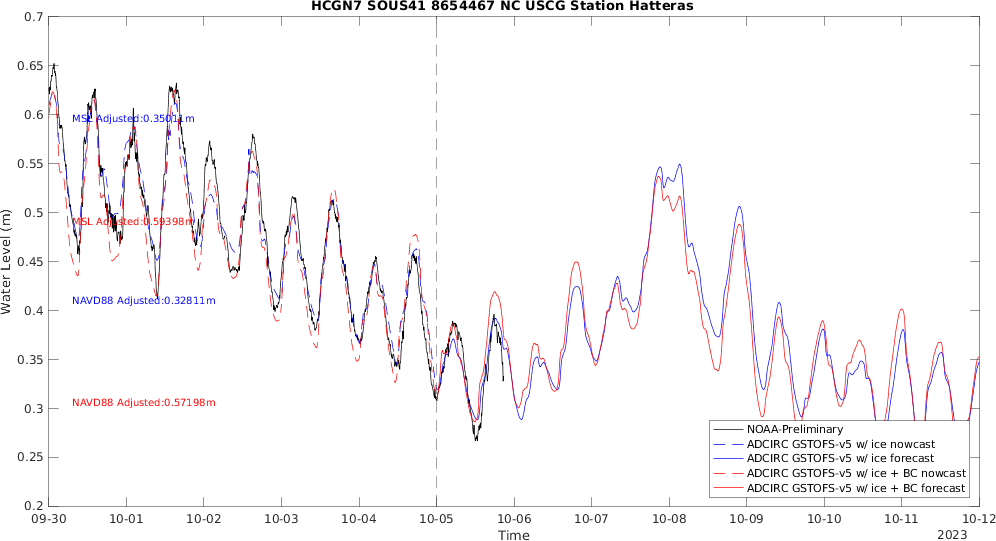 HCGN7 SOUS41 8654467 NC USCG Station Hatteras
0.7
0.65
0.6
0.55
0.5
0.45
0.4
0.35
0.3
0.25
0.2
Water Level (m)
MSL Adjusted:0.35011m
MSL Adjusted:0.59398m
NAVD88 Adjusted:0.32811m
NAVD88 Adjusted:0.57198m
NOAA-Preliminary
ADCIRC GSTOFS-v5 w/ ice nowcast
ADCIRC GSTOFS-v5 w/ ice forecast
ADCIRC GSTOFS-v5 w/ ice + BC nowcast
ADCIRC GSTOFS-v5 w/ ice + BC forecast
09-30 10-01 10-02 10-03 10-04 10-05 10-06 10-07 10-08 10-09 10-10 10-11 10-12
Time
2023